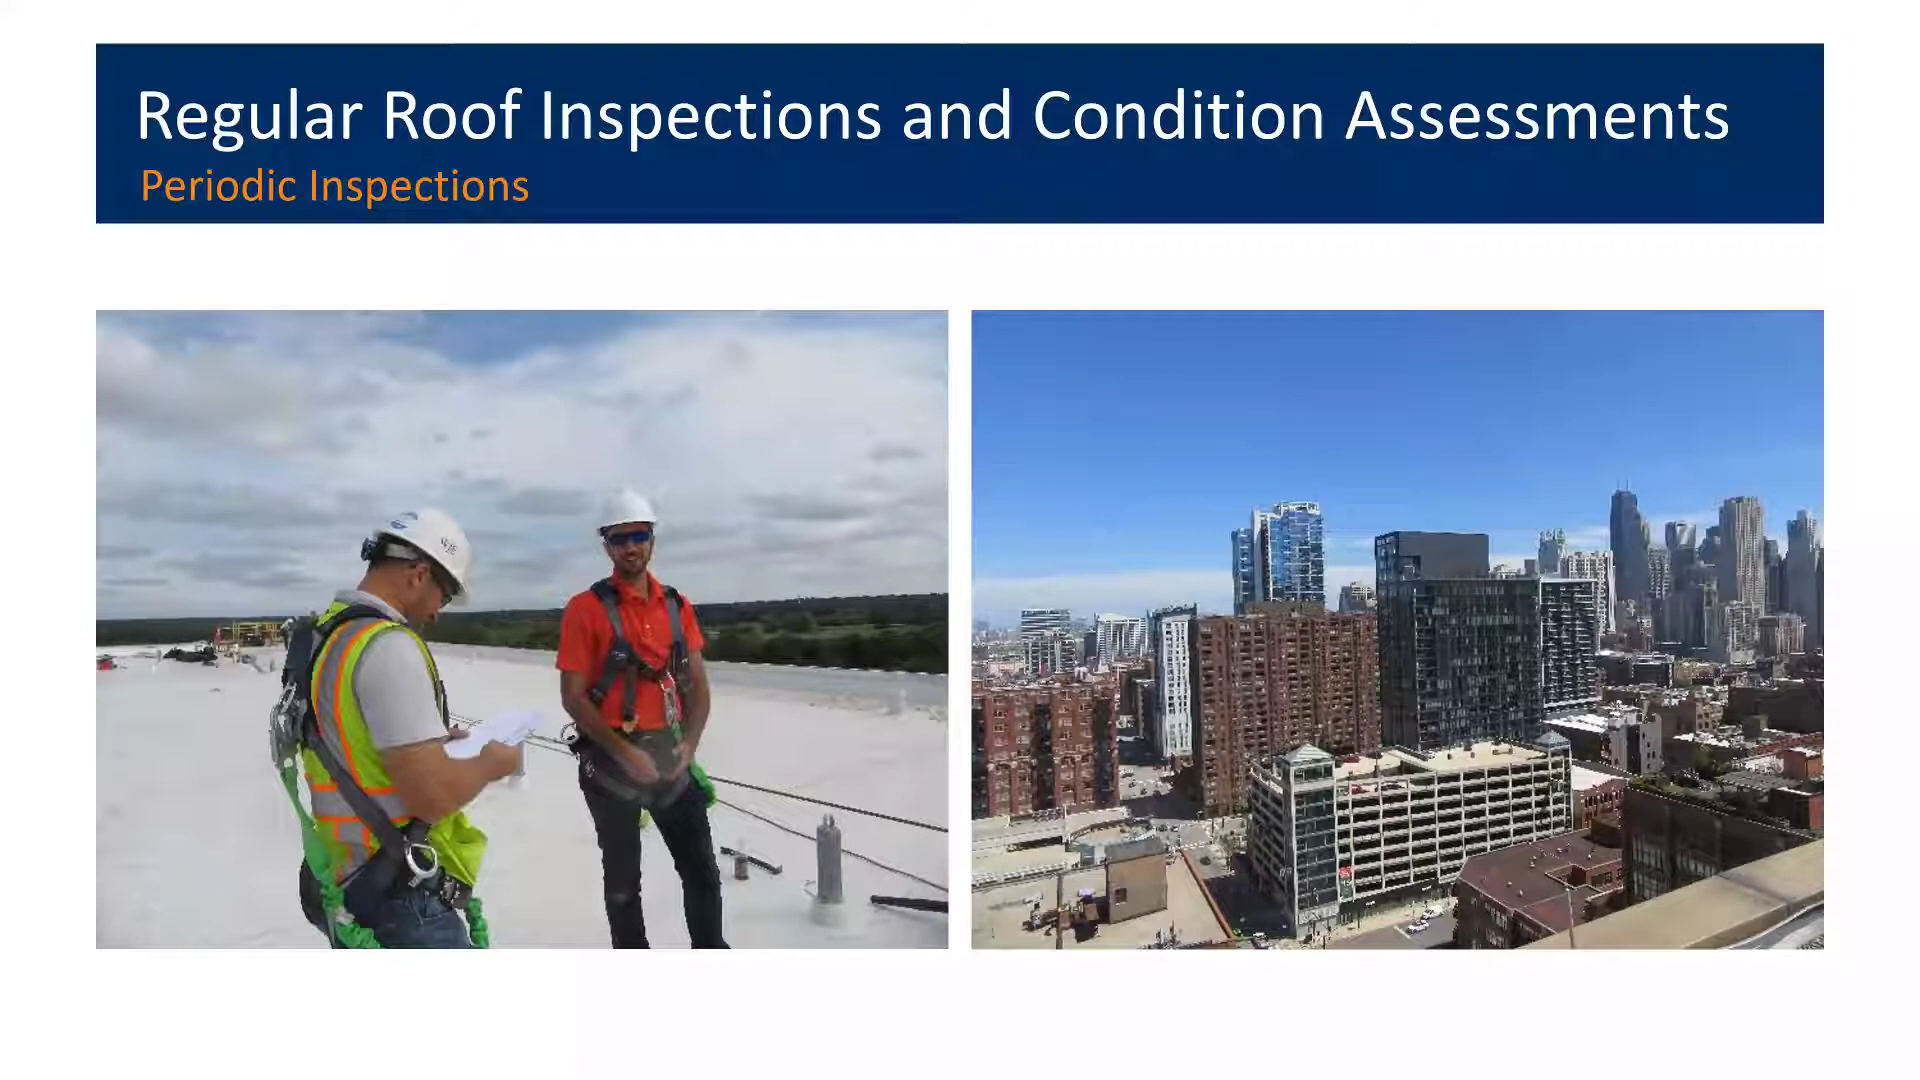 Regular Roof Inspections and Condition Assessments
Periodic Inspections